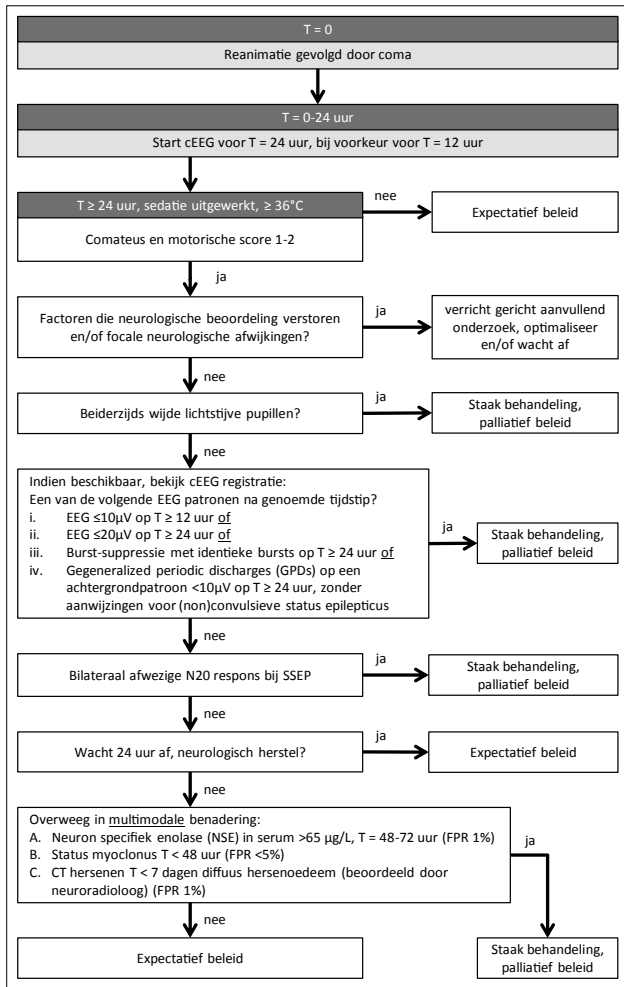 T = 0
Reanimatie gevolgd door coma
T = 0-24 uur
Start cEEG voor T = 24 uur, bij voorkeur voor T = 12 uur
T ≥ 24 uur, sedatie uitgewerkt, ≥ 36°C
Comateus en motorische score 1-2
nee
Expectatief beleid
ja
Factoren die neurologische beoordeling verstoren
en/of focale neurologische afwijkingen?
ja
verricht gericht aanvullend
onderzoek, optimaliseer
en/of wacht af
nee
Beiderzijds wijde lichtstijve pupillen?
ja
Staak behandeling,
palliatief beleid
nee
Indien beschikbaar, bekijk cEEG registratie:
Een van de volgende EEG patronen na genoemde tijdstip?
i. EEG ≤10µV op T ≥ 12 uur of
ii. EEG ≤20µV op T ≥ 24 uur of
iii. Burst-suppressie met identieke bursts op T ≥ 24 uur of
iv. Gegeneralized periodic discharges (GPDs) op een
achtergrondpatroon <10µV op T ≥ 24 uur, zonder
aanwijzingen voor (non)convulsieve status epilepticus
ja
Staak behandeling,
palliatief beleid
nee
Bilateraal afwezige N20 respons bij SSEP
ja
Staak behandeling,
palliatief beleid
nee
Wacht 24 uur af, neurologisch herstel?
ja
Expectatief beleid
nee
Overweeg in multimodale benadering:
A. Neuron specifiek enolase (NSE) in serum >65 µg/L, T = 48-72 uur (FPR 1%)
B. Status myoclonus T < 48 uur (FPR <5%)
C. CT hersenen T < 7 dagen diffuus hersenoedeem (beoordeeld door
neuroradioloog) (FPR 1%)
ja
nee
Expectatief beleid
Staak behandeling,
palliatief beleid